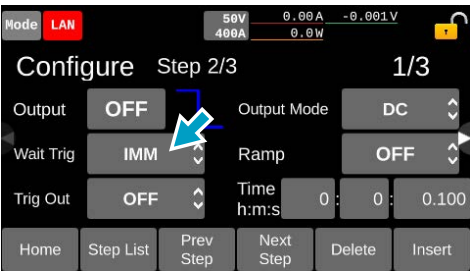 Mode LAN 50V 0.00A -0.001V
400A 0.0W
Configure Step 2/3 1/3
Output OFF Output Mode DC
Wait Trig IMM Ramp OFF
Trig Out OFF Time h:m:s 0 : 0 : 0.100
Home Step List Prev Step Next Step Delete Insert